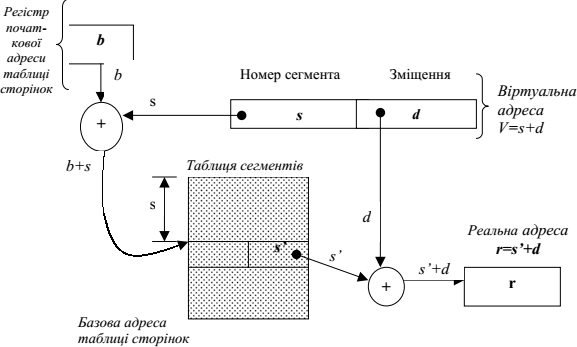 Регістр
почат-
кової
адреси
таблиці
сторінок
b
b
Номер сегмента
Зміщення
s
s
d
Віртуальна
адреса
V=s+d
+
b+s
Таблиця сегментів
s
s’
s’
d
+
s’+d
Реальна адреса
r=s’+d
r
Базова адреса
таблиці сторінок